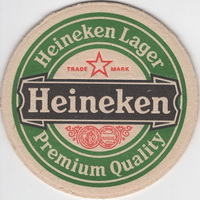 Heineken Lager
TRADE MARK
Heineken
Premium Quality